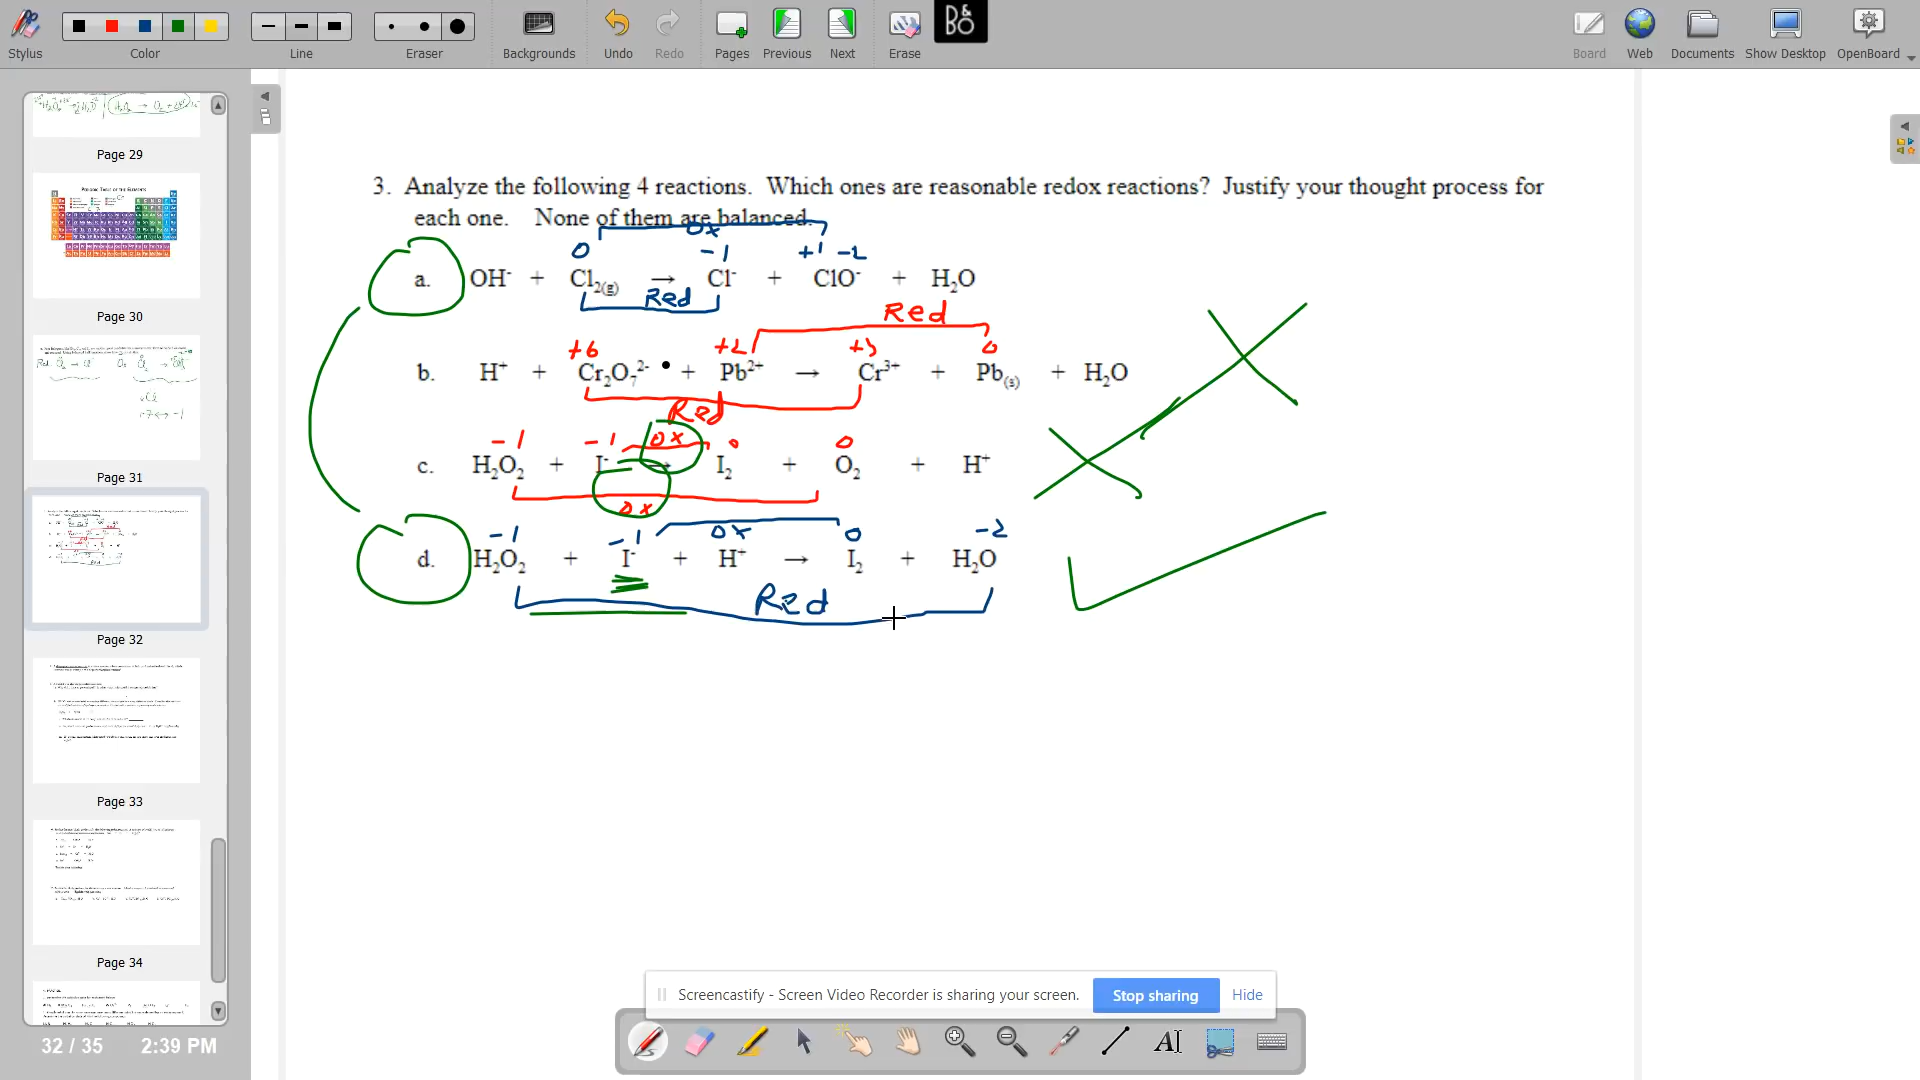 Stylus
Color
Line
Eraser
Backgrounds
Undo
Redo
Pages
Previous
Next
Erase
B&O
Board
Web
Documents
Show Desktop
OpenBoard
Page 29
PERIODIC TABLE OF THE ELEMENTS
Page 30
Page 31
Page 32
Page 33
Page 34
32 / 35 2:39 PM
3. Analyze the following 4 reactions. Which ones are reasonable redox reactions? Justify your thought process for
each one. None of them are balanced.
ox
0 -1 +1 -2
a. OH⁻ + Cl₂(g) → Cl⁻ + ClO⁻ + H₂O
Red
Red
+6 +2 +3 0
b. H⁺ + Cr₂O₇²⁻ + Pb²⁺ → Cr³⁺ + Pb(s) + H₂O
Red
-1 -1 ox 0 0
c. H₂O₂ + I⁻ → I₂ + O₂ + H⁺
ox
-1 -1 ox 0 -2
d. H₂O₂ + I⁻ + H⁺ → I₂ + H₂O
Red
Screencastify - Screen Video Recorder is sharing your screen. Stop sharing Hide